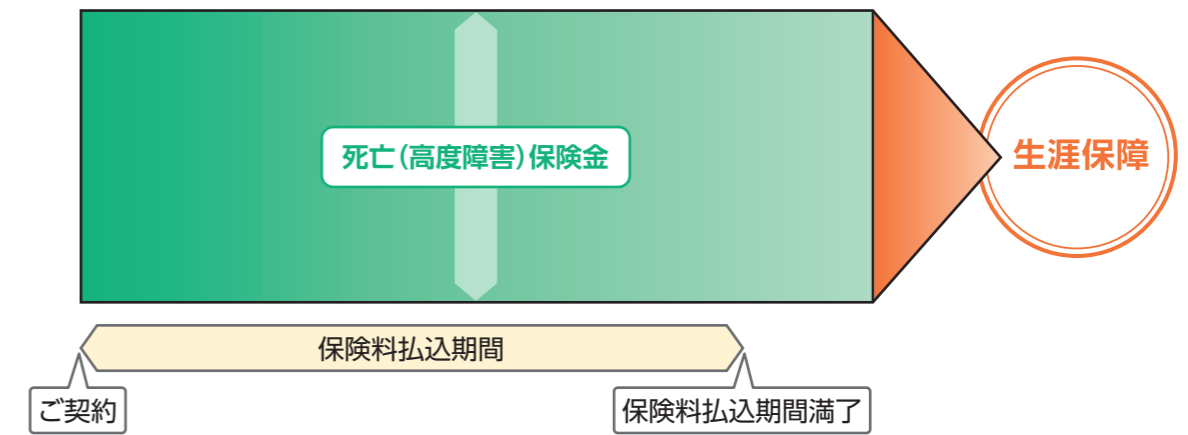 死亡（高度障害）保険金
生涯保障
保険料払込期間
ご契約
保険料払込期間満了